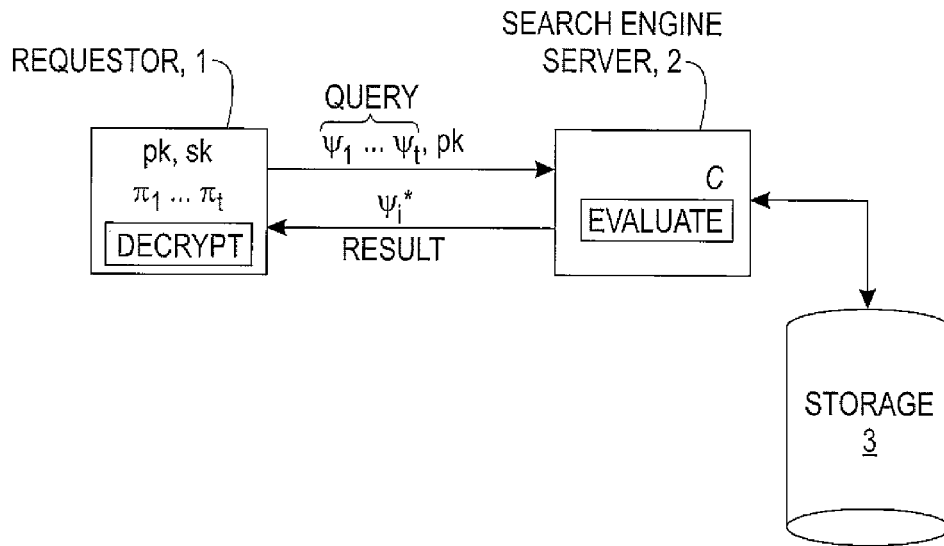 REQUESTOR, 1
SEARCH ENGINE
SERVER, 2
QUERY
ψ₁ ... ψₜ, pk
pk, sk
π₁ ... πₜ
DECRYPT
ψᵢ*
RESULT
C
EVALUATE
STORAGE
3